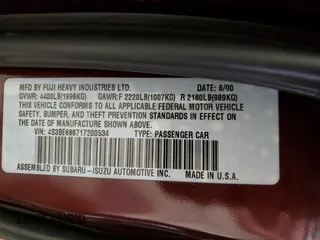 MFD BY FUJI HEAVY INDUSTRIES LTD. DATE 6/00
GVWR: 4400LB(1996KG) GAWR:F 2220LB(1007KG) R 2180LB(989KG)
THIS VEHICLE CONFORMS TO ALL APPLICABLE FEDERAL MOTOR VEHICLE
SAFETY, BUMPER, AND THEFT PREVENTION STANDARDS IN EFFECT ON
THE DATE OF MANUFACTURE SHOWN ABOVE.
VIN: 4S3BE686717200534 TYPE: PASSENGER CAR
ASSEMBLED BY SUBARU-ISUZU AUTOMOTIVE INC. MADE IN U.S.A.